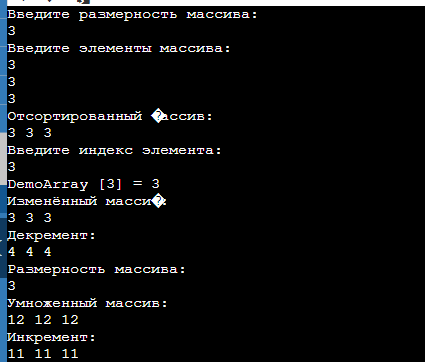 Введите размерность массива:
3
Введите элементы массива:
3
3
3
Отсортированный �ассив:
3 3 3
Введите индекс элемента:
3
DemoArray [3] = 3
Изменённый масси�:
3 3 3
Декремент:
4 4 4
Размерность массива:
3
Умноженный массив:
12 12 12
Инкремент:
11 11 11